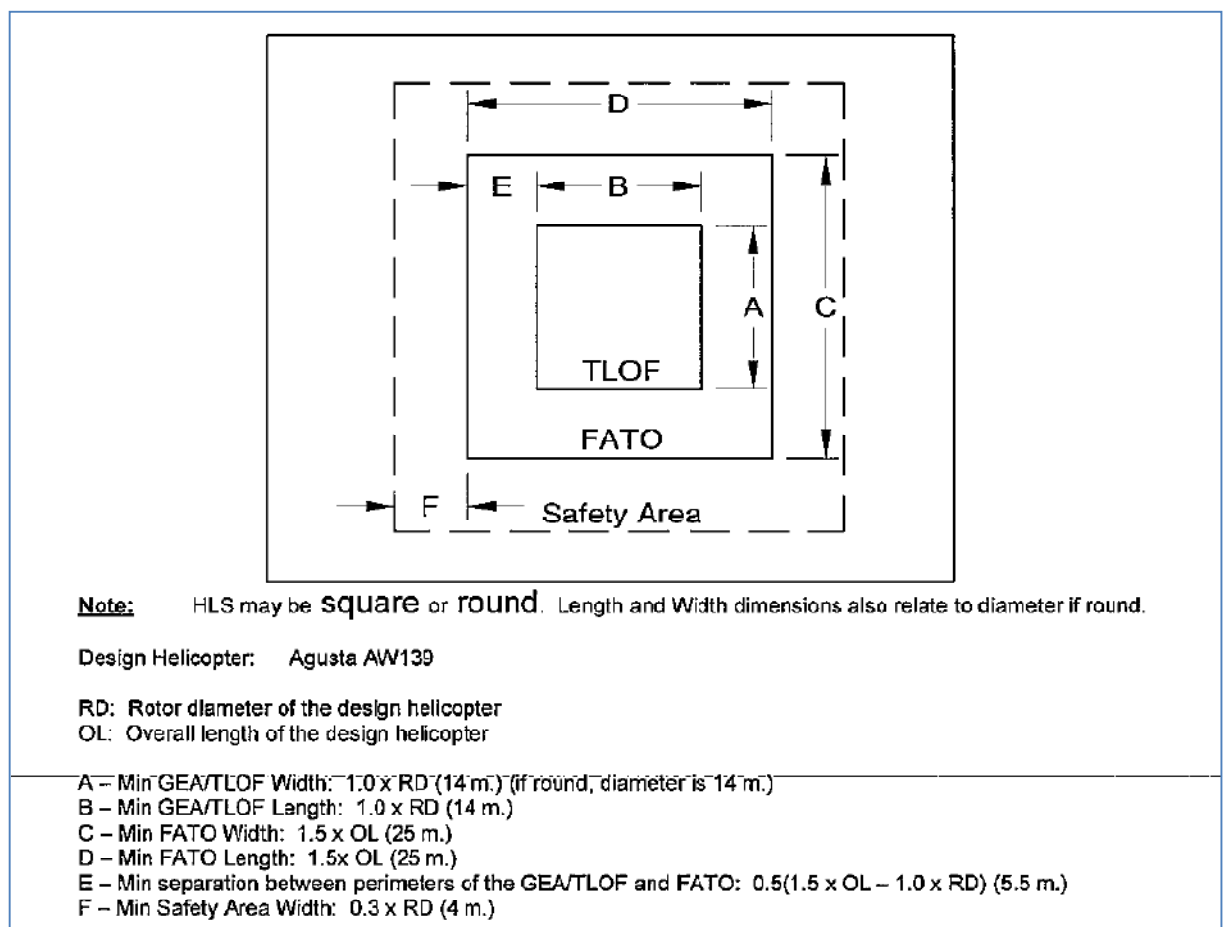 D
E
B
A
C
TLOF
FATO
F
Safety Area
Note: HLS may be square or round. Length and Width dimensions also relate to diameter if round.
Design Helicopter: Agusta AW139
RD: Rotor diameter of the design helicopter
OL: Overall length of the design helicopter
A – Min GEA/TLOF Width: 1.0 x RD (14 m.) (if round, diameter is 14 m.)
B – Min GEA/TLOF Length: 1.0 x RD (14 m.)
C – Min FATO Width: 1.5 x OL (25 m.)
D – Min FATO Length: 1.5x OL (25 m.)
E – Min separation between perimeters of the GEA/TLOF and FATO: 0.5(1.5 x OL – 1.0 x RD) (5.5 m.)
F – Min Safety Area Width: 0.3 x RD (4 m.)